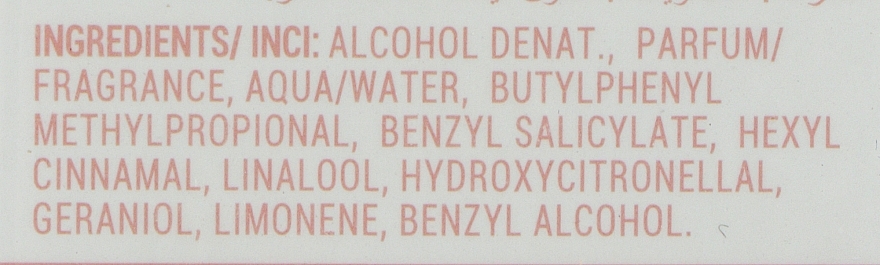 INGREDIENTS/ INCI: ALCOHOL DENAT., PARFUM/
FRAGRANCE, AQUA/WATER, BUTYLPHENYL
METHYLPROPIONAL, BENZYL SALICYLATE, HEXYL
CINNAMAL, LINALOOL, HYDROXYCITRONELLAL,
GERANIOL, LIMONENE, BENZYL ALCOHOL.